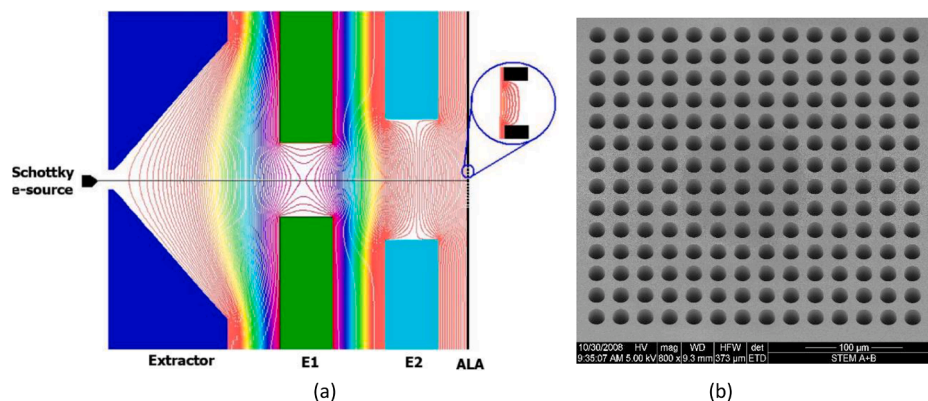 Schottky
e-source
Extractor
E1
E2
ALA
(a)
10/30/2008 HV mag WD HFW det
9:35:07 AM 5.00 kV 800 x 9.3 mm 373 µm ETD
100 µm
STEM A+B
(b)